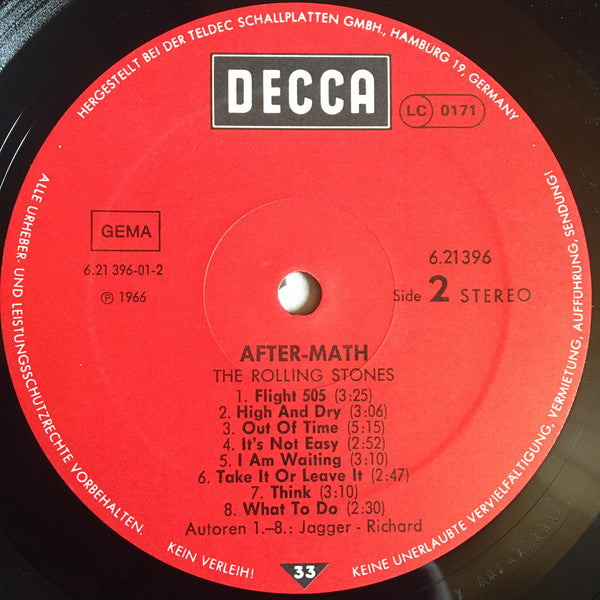 HERGESTELLT BEI DER TELDEC SCHALLPLATTEN GMBH., HAMBURG 19, GERMANY
DECCA
LC 0171
GEMA
6.21 396-01-2
℗ 1966
6.21396
Side 2 STEREO
AFTER-MATH
THE ROLLING STONES
1. Flight 505 (3:25)
2. High And Dry (3:06)
3. Out Of Time (5:15)
4. It's Not Easy (2:52)
5. I Am Waiting (3:10)
6. Take It Or Leave It (2:47)
7. Think (3:10)
8. What To Do (2:30)
Autoren 1.–8.: Jagger - Richard
ALLE URHEBER- UND LEISTUNGSSCHUTZRECHTE VORBEHALTEN.
KEIN VERLEIH!
33
KEINE UNERLAUBTE VERVIELFÄLTIGUNG, VERMIETUNG, AUFFÜHRUNG, SENDUNG!